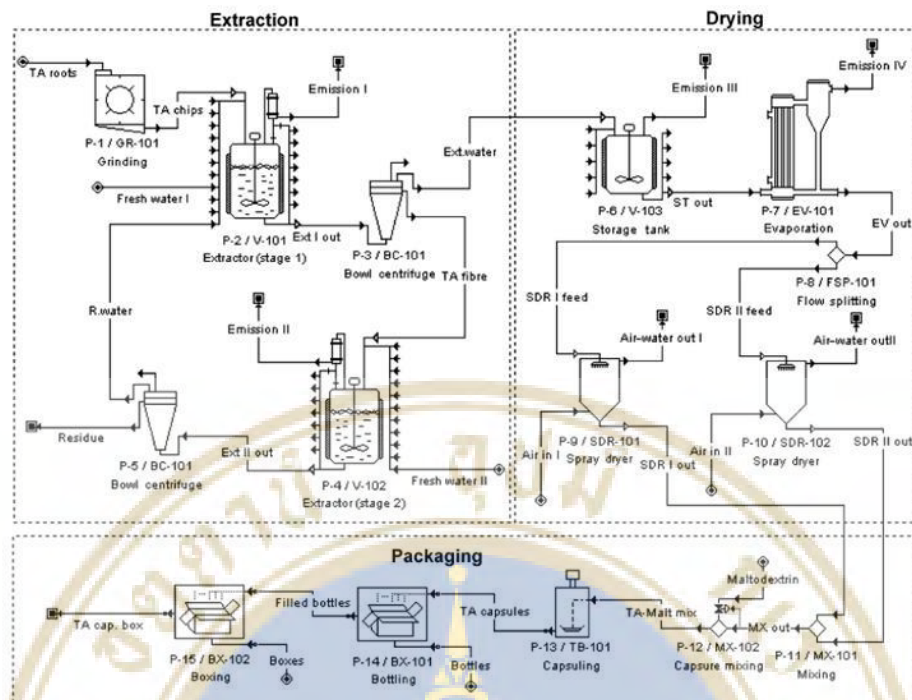 Extraction
Drying
TA roots
Emission I
Emission III
Emission IV
TA chips
P-1 / GR-101
Grinding
Ext.water
Fresh water I
P-2 / V-101
Extractor (stage 1)
Ext I out
P-3 / BC-101
Bowl centrifuge
TA fibre
P-6 / V-103
Storage tank
ST out
P-7 / EV-101
Evaporation
EV out
P-8 / FSP-101
Flow splitting
R.water
Emission II
SDR I feed
SDR II feed
Air-water out I
Air-water outII
Residue
P-5 / BC-101
Bowl centrifuge
Ext II out
P-4 / V-102
Extractor (stage 2)
Fresh water II
Air in I
P-9 / SDR-101
Spray dryer
SDR I out
Air in II
P-10 / SDR-102
Spray dryer
SDR II out
Packaging
TA cap. box
P-15 / BX-102
Boxing
Boxes
Filled bottles
P-14 / BX-101
Bottling
Bottles
TA capsules
P-13 / TB-101
Capsuling
TA-Malt mix
Maltodextrin
P-12 / MX-102
Capsure mixing
MX out
P-11 / MX-101
Mixing